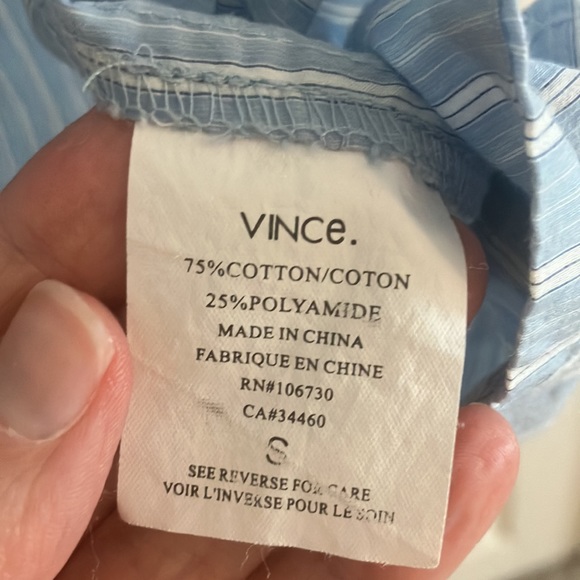 VINCe.
75%COTTON/COTON
25%POLYAMIDE
MADE IN CHINA
FABRIQUE EN CHINE
RN#106730
CA#34460
S
SEE REVERSE FOR CARE
VOIR L'INVERSE POUR LE SOIN